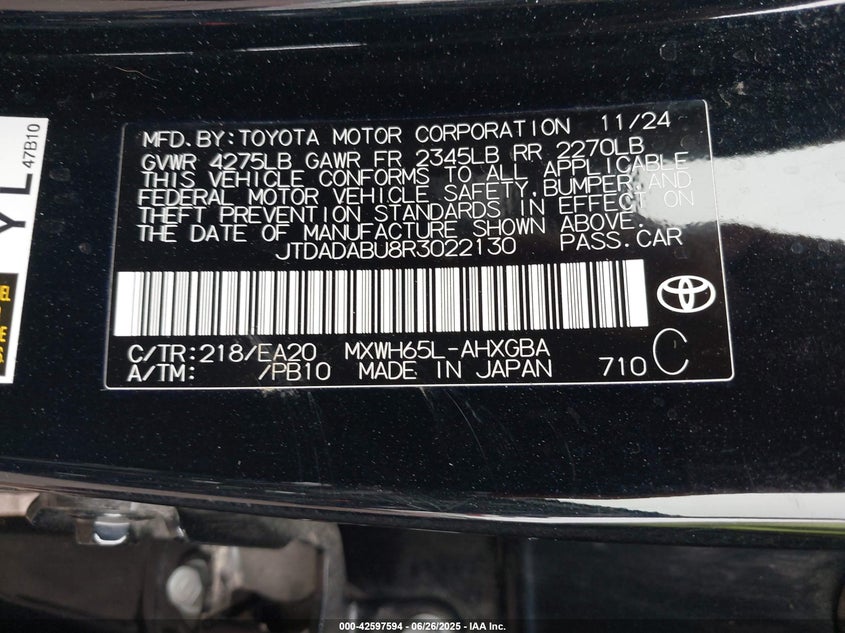 MFD.BY:TOYOTA MOTOR CORPORATION 11/24
GVWR 4275LB GAWR FR 2345LB RR 2270LB
THIS VEHICLE CONFORMS TO ALL APPLICABLE
FEDERAL MOTOR VEHICLE SAFETY,BUMPER,AND
THEFT PREVENTION STANDARDS IN EFFECT ON
THE DATE OF MANUFACTURE SHOWN ABOVE.
JTDADABU8R3022130 PASS.CAR
C/TR:218/EA20 MXWH65L-AHXGBA
A/TM: /PB10 MADE IN JAPAN 710 C
YL
47B10
000-42597594 - 06/26/2025 - IAA Inc.